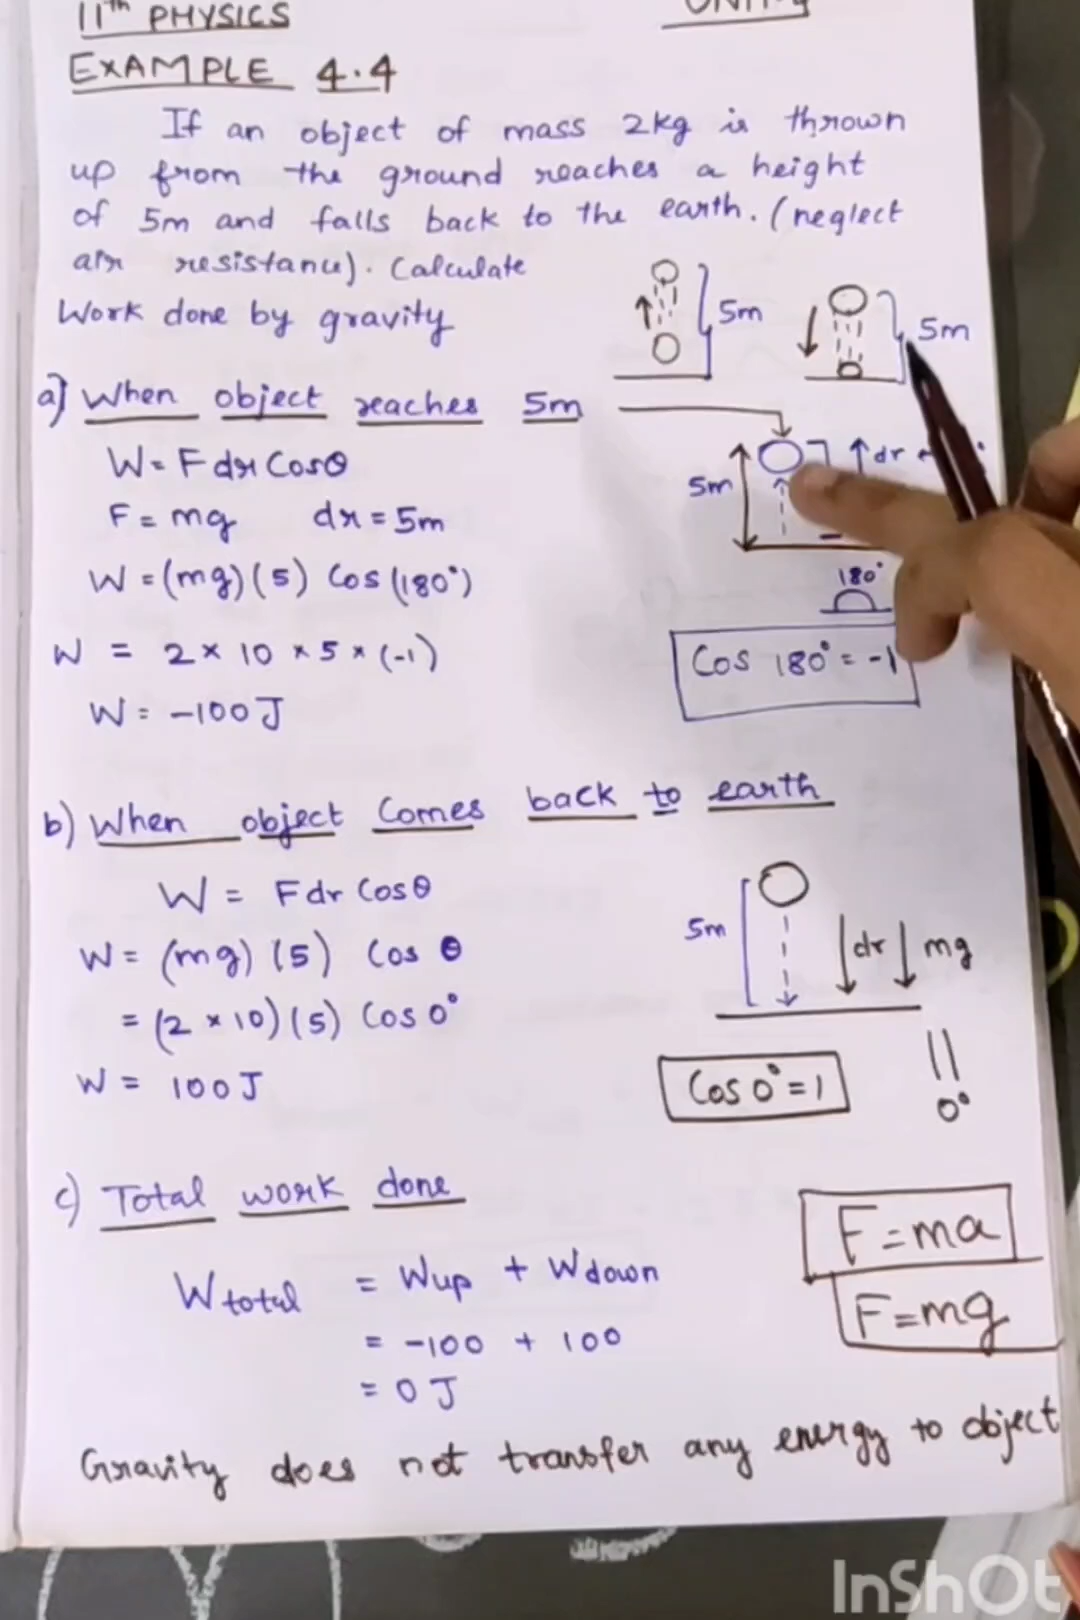 11th PHYSICS
EXAMPLE 4.4
If an object of mass 2kg is thrown
up from the ground reaches a height
of 5m and falls back to the earth. (neglect
air resistance). Calculate
Work done by gravity
5m
5m
a) When object reaches 5m
W = F dr Cosθ
F = mg dr = 5m
W = (mg) (5) Cos (180°)
W = 2 × 10 × 5 × (-1)
W = -100 J
5m
dr
180°
Cos 180° = -1
b) When object Comes back to earth
W = F dr Cos θ
W = (mg) (5) Cos θ
= (2 × 10) (5) Cos 0°
W = 100 J
5m
dr
mg
Cos 0° = 1
0°
c) Total work done
W total = Wup + Wdown
= -100 + 100
= 0 J
F = ma
F = mg
Gravity does not transfer any energy to object
InShOt